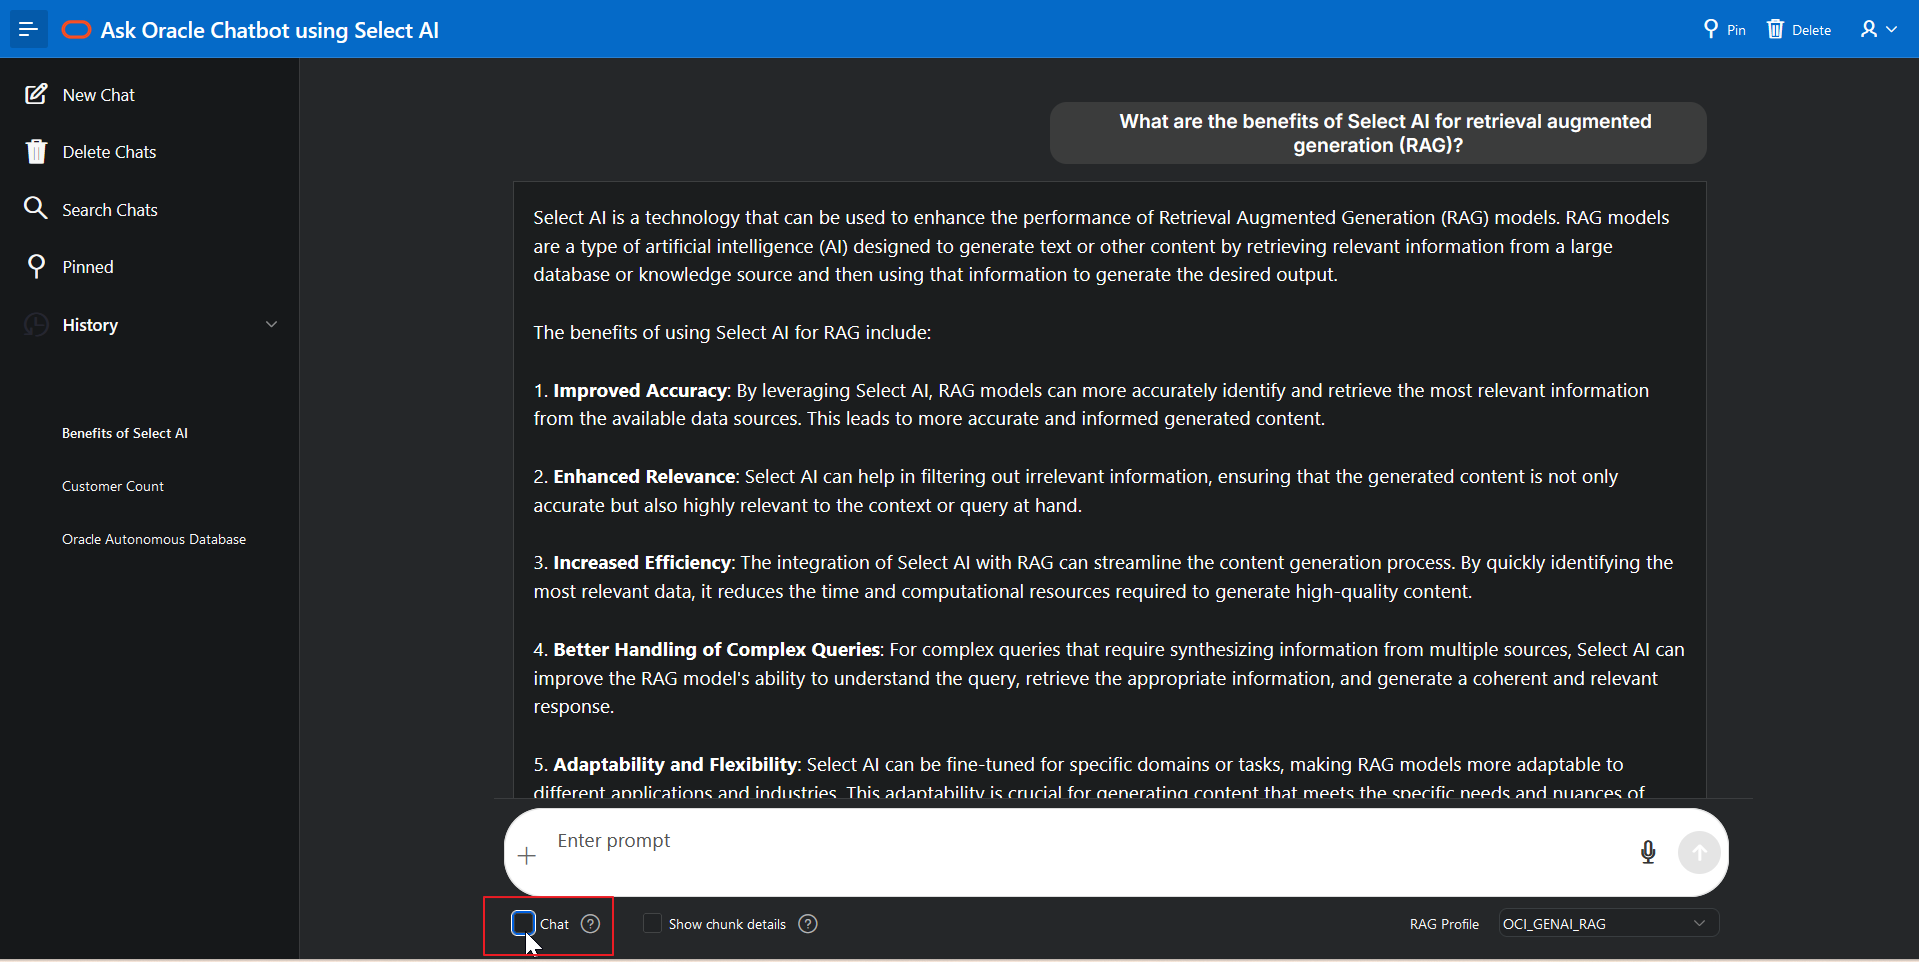 Ask Oracle Chatbot using Select AI
Pin
Delete
New Chat
Delete Chats
Search Chats
Pinned
History
Benefits of Select AI
Customer Count
Oracle Autonomous Database
What are the benefits of Select AI for retrieval augmented
generation (RAG)?
Select AI is a technology that can be used to enhance the performance of Retrieval Augmented Generation (RAG) models. RAG models
are a type of artificial intelligence (AI) designed to generate text or other content by retrieving relevant information from a large
database or knowledge source and then using that information to generate the desired output.
The benefits of using Select AI for RAG include:
1. Improved Accuracy: By leveraging Select AI, RAG models can more accurately identify and retrieve the most relevant information
from the available data sources. This leads to more accurate and informed generated content.
2. Enhanced Relevance: Select AI can help in filtering out irrelevant information, ensuring that the generated content is not only
accurate but also highly relevant to the context or query at hand.
3. Increased Efficiency: The integration of Select AI with RAG can streamline the content generation process. By quickly identifying the
most relevant data, it reduces the time and computational resources required to generate high-quality content.
4. Better Handling of Complex Queries: For complex queries that require synthesizing information from multiple sources, Select AI can
improve the RAG model's ability to understand the query, retrieve the appropriate information, and generate a coherent and relevant
response.
5. Adaptability and Flexibility: Select AI can be fine-tuned for specific domains or tasks, making RAG models more adaptable to
different applications and industries. This adaptability is crucial for generating content that meets the specific needs and nuances of
Enter prompt
Chat ?
Show chunk details ?
RAG Profile
OCI_GENAI_RAG